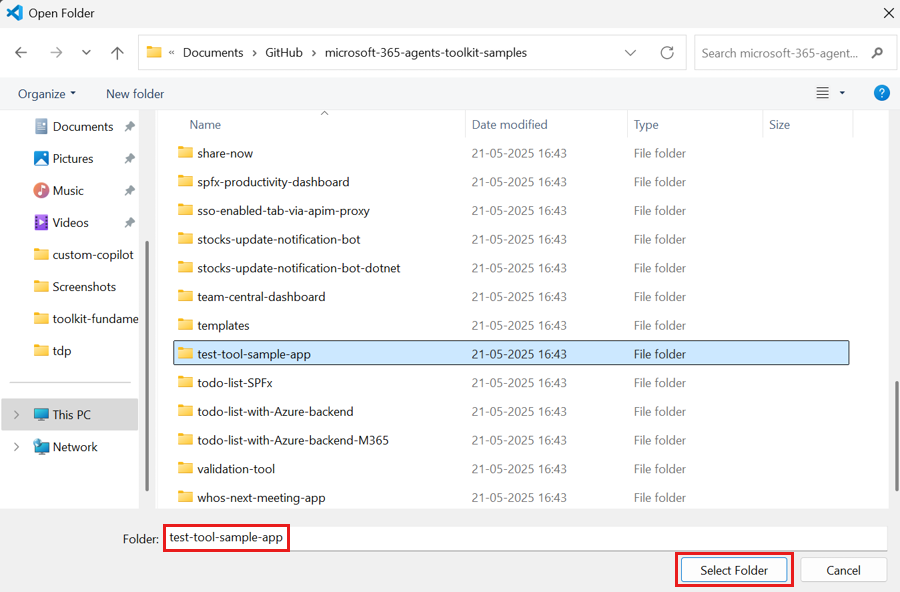 Open Folder
« Documents > GitHub > microsoft-365-agents-toolkit-samples
Search microsoft-365-agent...
Organize
New folder
?
Documents
Pictures
Music
Videos
custom-copilot
Screenshots
toolkit-fundame
tdp
This PC
Network
Name Date modified Type Size
share-now 21-05-2025 16:43 File folder
spfx-productivity-dashboard 21-05-2025 16:43 File folder
sso-enabled-tab-via-apim-proxy 21-05-2025 16:43 File folder
stocks-update-notification-bot 21-05-2025 16:43 File folder
stocks-update-notification-bot-dotnet 21-05-2025 16:43 File folder
team-central-dashboard 21-05-2025 16:43 File folder
templates 21-05-2025 16:43 File folder
test-tool-sample-app 21-05-2025 16:43 File folder
todo-list-SPFx 21-05-2025 16:43 File folder
todo-list-with-Azure-backend 21-05-2025 16:43 File folder
todo-list-with-Azure-backend-M365 21-05-2025 16:43 File folder
validation-tool 21-05-2025 16:43 File folder
whos-next-meeting-app 21-05-2025 16:43 File folder
Folder: test-tool-sample-app
Select Folder
Cancel